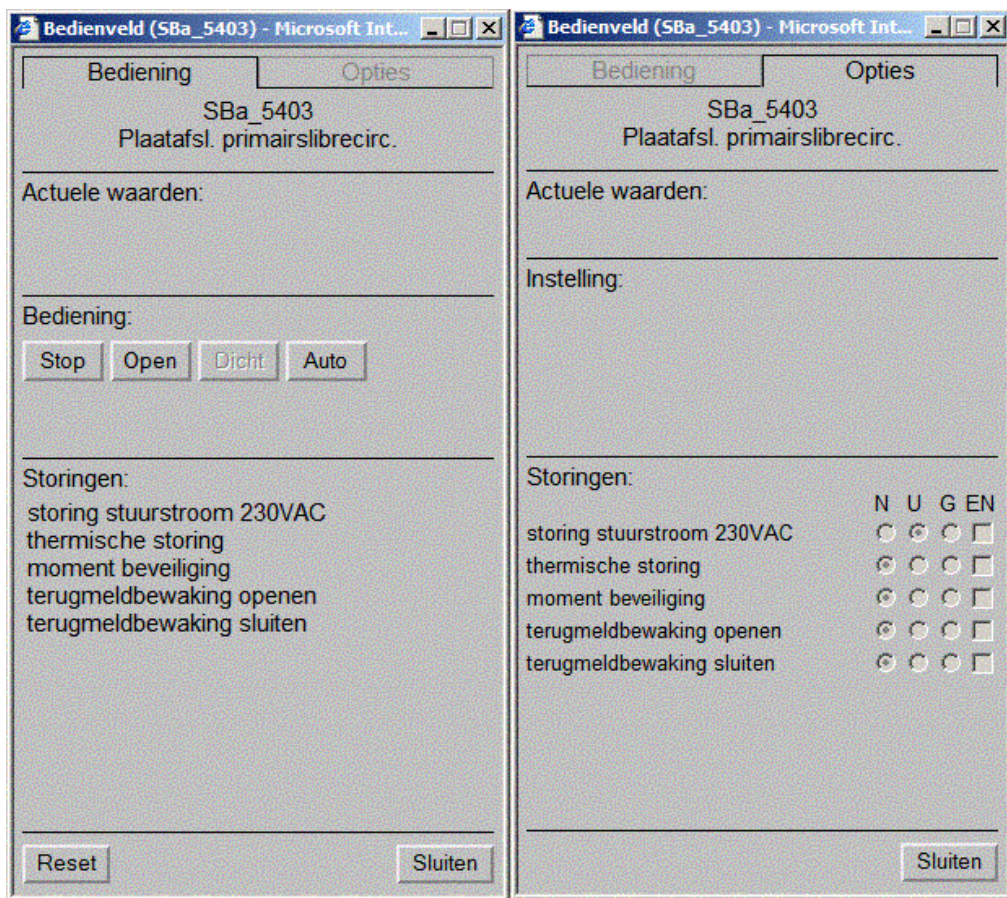 Bedienveld (SBa_5403) - Microsoft Int...
Bediening Opties
SBa_5403
Plaatafsl. primairslibrecirc.
Actuele waarden:
Bediening:
Stop Open Dicht Auto
Storingen:
storing stuurstroom 230VAC
thermische storing
moment beveiliging
terugmeldbewaking openen
terugmeldbewaking sluiten
Reset Sluiten
Bedienveld (SBa_5403) - Microsoft Int...
Bediening Opties
SBa_5403
Plaatafsl. primairslibrecirc.
Actuele waarden:
Instelling:
Storingen:
N U G EN
storing stuurstroom 230VAC
thermische storing
moment beveiliging
terugmeldbewaking openen
terugmeldbewaking sluiten
Sluiten